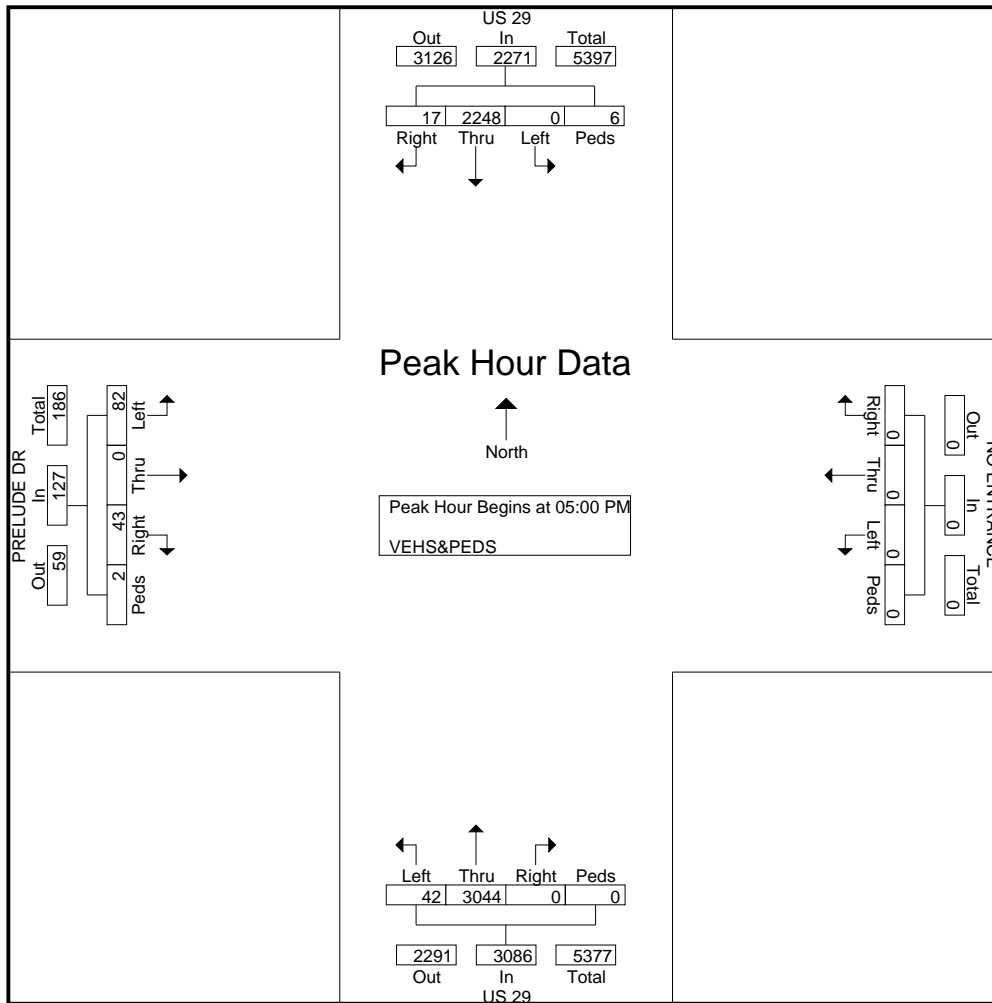 US 29
Out In Total
3126 2271 5397
17 2248 0 6
Right Thru Left Peds
Peak Hour Data
North
Peak Hour Begins at 05:00 PM
VEHS&PEDS
PRELUDE DR
Total In Out
186 127 59
82 0 43 2
Left Thru Right Peds
Right Thru Left Peds
0 0 0 0
Out In Total
0 0 0
NO ENTRANCE
Left Thru Right Peds
42 3044 0 0
2291 3086 5377
Out In Total
US 29